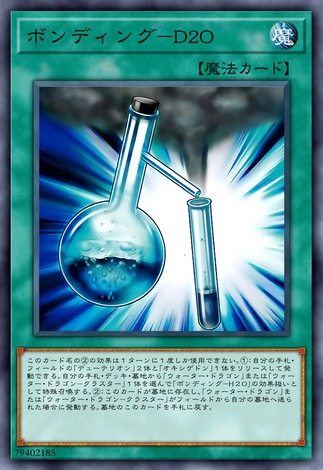 ボンディング－D2O
魔
【魔法カード】
このカード名の②の効果は１ターンに１度しか使用できない。①：自分の手札・
フィールドの「デューテリオン」２体と「オキシゲドン」１体をリリースして発
動できる。自分の手札・デッキ・墓地から「ウォーター・ドラゴン」または「ウォー
ター・ドラゴン－クラスター」１体を選んで「ボンディング－H２O」の効果扱いと
して特殊召喚する。②：このカードが墓地に存在し、「ウォーター・ドラゴン」ま
たは「ウォーター・ドラゴン－クラスター」がフィールドから自分の墓地へ送ら
れた場合に発動する。墓地のこのカードを手札に戻す。
79402185